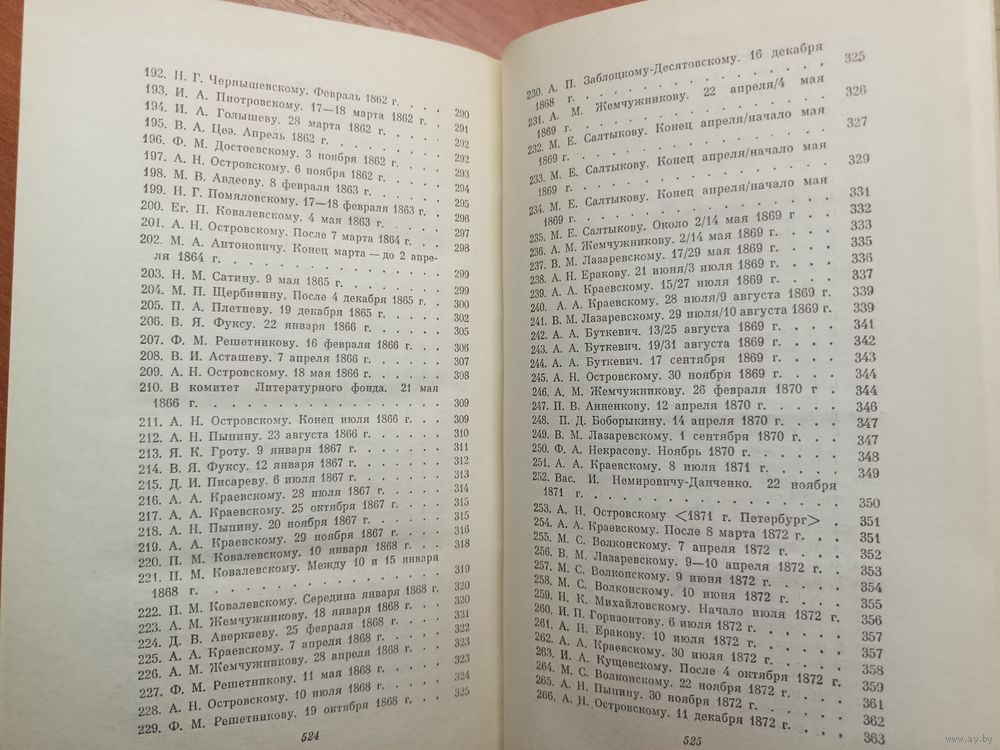 192. Н. Г. Чернышевскому. Февраль 1862 г. . . . . 290
193. И. А. Пиотровскому. 17—18 марта 1862 г. . . . 291
194. И. А. Голышеву. 28 марта 1862 г. . . . . 292
195. В. А. Цеэ. Апрель 1862 г. . . . . 292
196. Ф. М. Достоевскому. 3 ноября 1862 г. . . . . 293
197. А. Н. Островскому. 6 ноября 1862 г. . . . . 294
198. М. В. Авдееву. 8 февраля 1863 г. . . . . 295
199. Н. Г. Помяловскому. 17—18 февраля 1863 г. . . 296
200. Ег. П. Ковалевскому. 4 мая 1863 г. . . . . 297
201. А. Н. Островскому. После 7 марта 1864 г. . . . 298
202. М. А. Антоновичу. Конец марта — до 2 апре-
ля 1864 г. . . . . 299
203. Н. М. Сатину. 9 мая 1865 г. . . . . 299
204. М. П. Щербинину. После 4 декабря 1865 г. . . . 300
205. П. А. Плетневу. 19 декабря 1865 г. . . . . 302
206. В. Я. Фуксу. 22 января 1866 г. . . . . 305
207. Ф. М. Решетникову. 16 февраля 1866 г. . . . . 306
208. В. И. Асташеву. 7 апреля 1866 г. . . . . 307
209. А. Н. Островскому. 18 мая 1866 г. . . . . 308
210. В комитет Литературного фонда. 21 мая
1866 г. . . . . 309
211. А. Н. Островскому. Конец июля 1866 г. . . . . 309
212. А. Н. Пыпину. 23 августа 1866 г. . . . . 310
213. Я. К. Гроту. 9 января 1867 г. . . . . 311
214. В. Я. Фуксу. 12 января 1867 г. . . . . 312
215. Д. И. Писареву. 6 июля 1867 г. . . . . 313
216. А. А. Краевскому. 28 июля 1867 г. . . . . 314
217. А. А. Краевскому. 25 октября 1867 г. . . . . 315
218. А. Н. Пыпину. 20 ноября 1867 г. . . . . 315
219. А. А. Краевскому. 29 ноября 1867 г. . . . . 316
220. П. М. Ковалевскому. 10 января 1868 г. . . . . 318
221. П. М. Ковалевскому. Между 10 и 15 января
1868 г. . . . . 319
222. П. М. Ковалевскому. Середина января 1868 г. . 320
223. А. М. Жемчужникову. 18 января 1868 г. . . . . 320
224. Д. В. Аверкиеву. 25 февраля 1868 г. . . . . 321
225. А. А. Краевскому. 7 апреля 1868 г. . . . . 322
226. А. М. Жемчужникову. 28 апреля 1868 г. . . . . 323
227. Ф. М. Решетникову. 11 мая 1868 г. . . . . 323
228. А. Н. Островскому. 10 июля 1868 г. . . . . 324
229. Ф. М. Решетникову. 19 октября 1868 г. . . . . 325
524
230. А. П. Заблоцкому-Десятовскому. 16 декабря
1868 г. . . . . 325
231. А. М. Жемчужникову. 22 апреля/4 мая
1869 г. . . . . 326
232. М. Е. Салтыкову. Конец апреля/начало мая
1869 г. . . . . 327
233. М. Е. Салтыкову. Конец апреля/начало мая
1869 г. . . . . 329
234. М. Е. Салтыкову. Конец апреля/начало мая
1869 г. . . . . 331
235. М. Е. Салтыкову. Около 2/14 мая 1869 г . . . 332
236. А. М. Жемчужникову. 2/14 мая 1869 г. . . . 333
237. В. М. Лазаревскому. 17/29 мая 1869 г. . . . 335
238. А. Н. Еракову. 21 июня/3 июля 1869 г. . . . 336
239. А. А. Краевскому. 15/27 июля 1869 г. . . . 337
240. А. А. Краевскому. 28 июля/9 августа 1869 г. 339
241. В. М. Лазаревскому. 29 июля/10 августа 1869 г. 339
242. А. А. Буткевич. 13/25 августа 1869 г. . . . 341
243. А. А. Буткевич. 19/31 августа 1869 г. . . . 342
244. А. А. Буткевич. 17 сентября 1869 г. . . . 343
245. А. Н. Островскому. 30 ноября 1869 г. . . . 344
246. А. М. Жемчужникову. 26 февраля 1870 г . . . 344
247. П. В. Анненкову. 12 апреля 1870 г. . . . . 346
248. П. Д. Боборыкину. 14 апреля 1870 г. . . . . 347
249. В. М. Лазаревскому. 1 сентября 1870 г. . . . 347
250. Ф. А. Некрасову. Ноябрь 1870 г. . . . . 348
251. А. А. Краевскому. 8 июля 1871 г. . . . . 349
252. Вас. И. Немировичу-Данченко. 22 ноября
1871 г. . . . . 350
253. А. Н. Островскому <1871 г. Петербург> . . 351
254. А. А. Краевскому. После 8 марта 1872 г. . . 351
255. М. С. Волконскому. 7 апреля 1872 г. . . . 352
256. В. М. Лазаревскому. 9—10 апреля 1872 г. . . 353
257. М. С. Волконскому. 9 июня 1872 г. . . . . 354
258. М. С. Волконскому. 10 июня 1872 г. . . . . 355
259. Н. К. Михайловскому. Начало июля 1872 г. . 356
260. И. П. Горизонтову. 6 июля 1872 г. . . . . 357
261. А. Н. Еракову. 10 июля 1872 г. . . . . 357
262. А. А. Краевскому. 30 июля 1872 г. . . . . 358
263. И. А. Кущевскому. После 4 октября 1872 г. . 359
264. М. С. Волконскому. 22 ноября 1872 г. . . . 361
265. А. Н. Пыпину. 30 ноября 1872 г. . . . . 362
266. А. Н. Островскому. 11 декабря 1872 г. . . . 363
525
www.ay.by